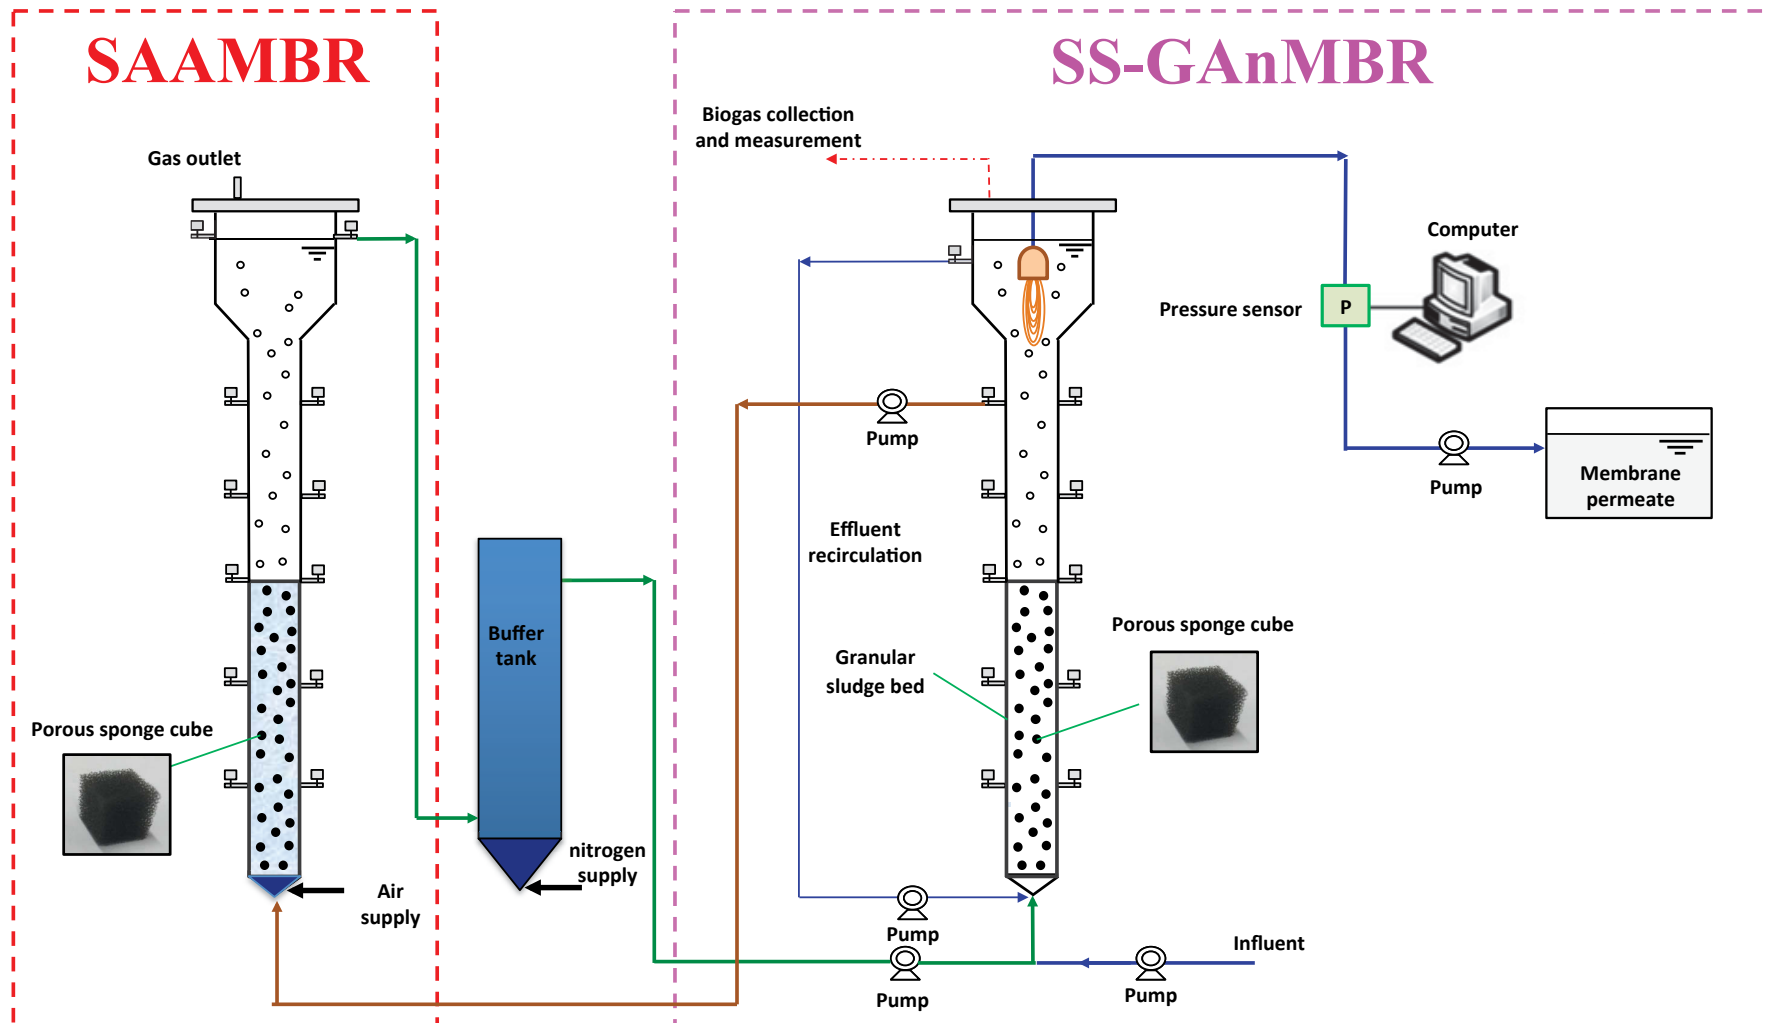 SAAMBR
SS-GAnMBR
Biogas collection
and measurement
Gas outlet
Computer
Pressure sensor
P
Pump
Pump
Membrane
permeate
Effluent
recirculation
Buffer
tank
Porous sponge cube
Granular
sludge bed
Porous sponge cube
nitrogen
supply
Air
supply
Pump
Influent
Pump
Pump